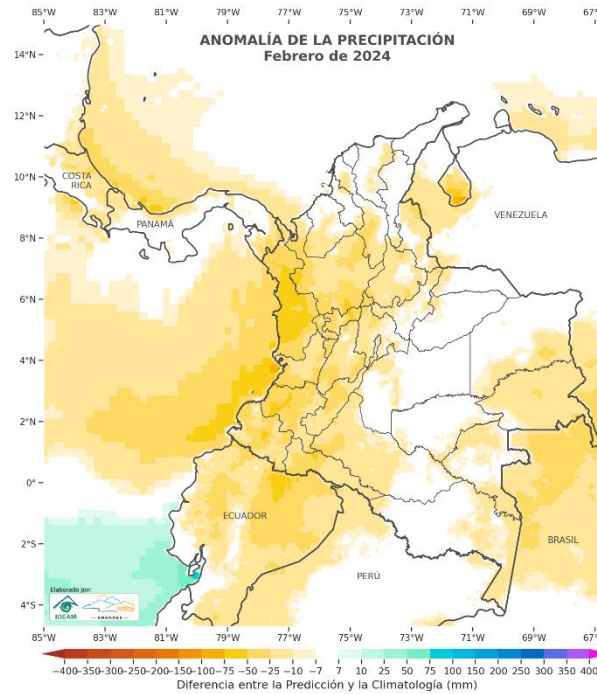 85°W 83°W 81°W 79°W 77°W 75°W 73°W 71°W 69°W 67°W
ANOMALÍA DE LA PRECIPITACIÓN
Febrero de 2024
14°N
12°N
10°N
8°N
6°N
4°N
2°N
0°
2°S
4°S
COSTA
RICA
PANAMÁ
VENEZUELA
ECUADOR
BRASIL
PERÚ
Elaborado por:
IDEAM
85°W 83°W 81°W 79°W 77°W 75°W 73°W 71°W 69°W 67°W
−400 −350 −300 −250 −200 −150 −100 −75 −50 −25 −10 −7 7 10 25 50 75 100 150 200 250 300 350 400
Diferencia entre la Predicción y la Climatología (mm)